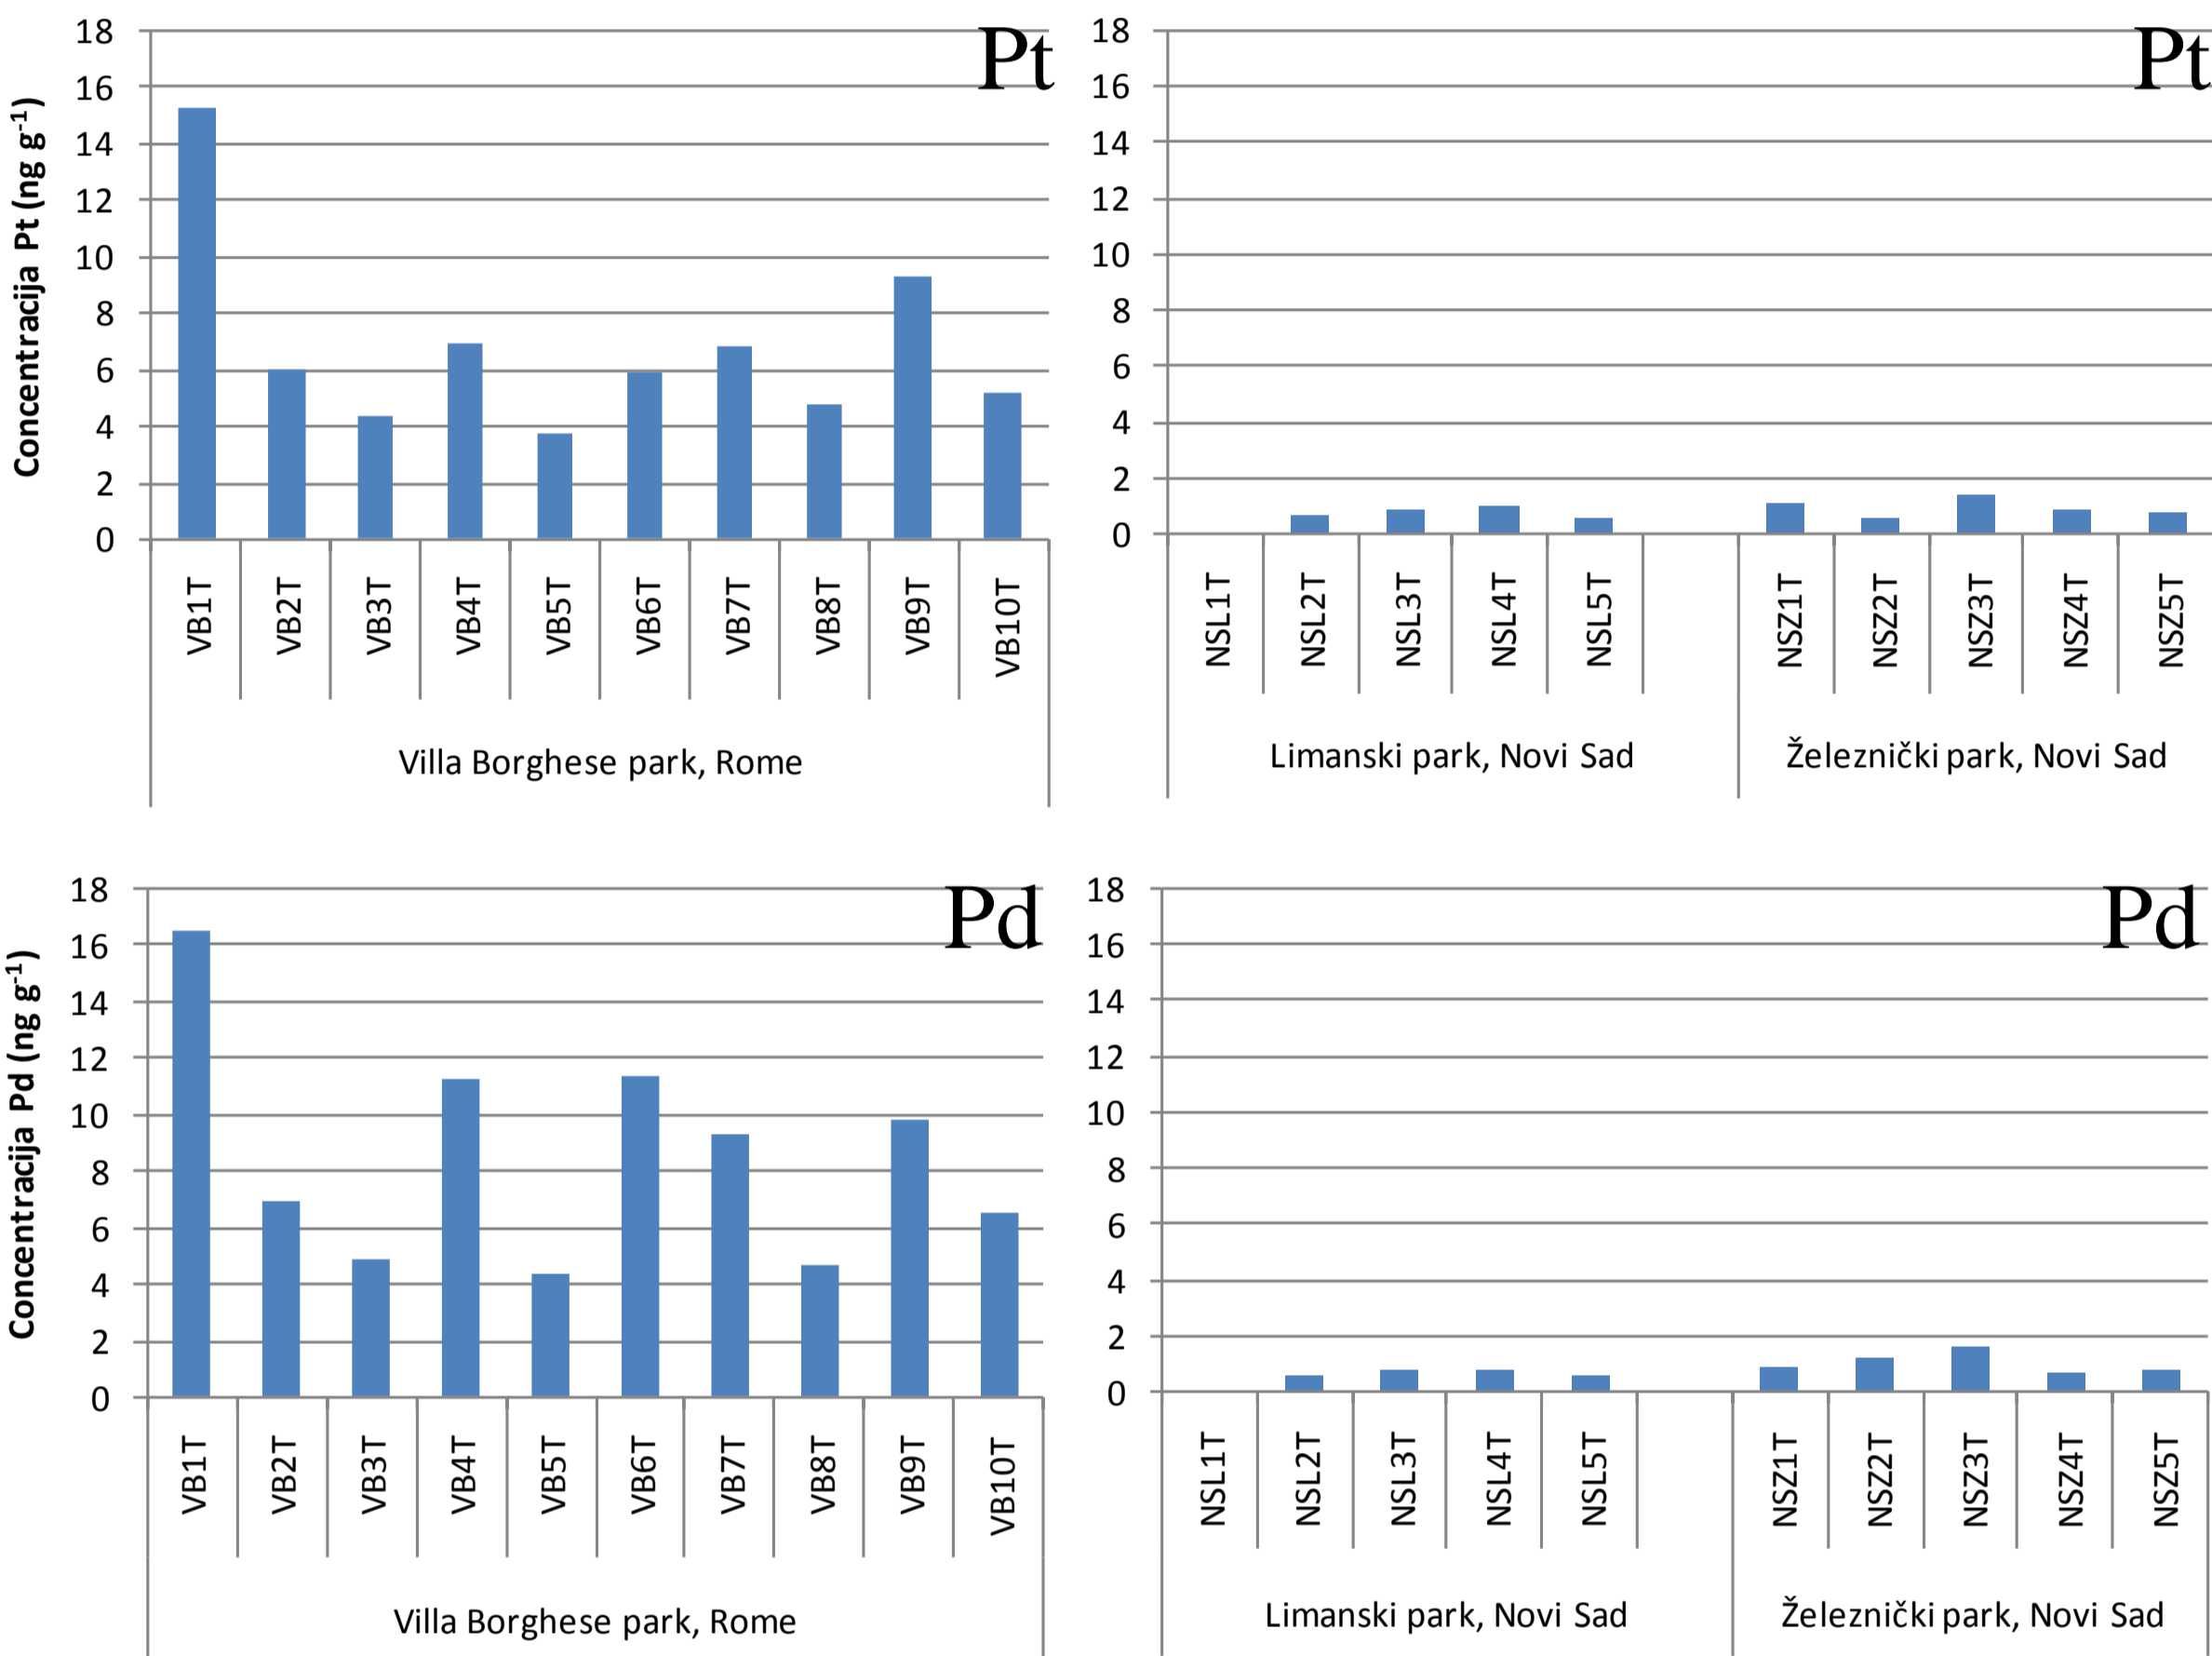 Pt
Concentracija Pt (ng g-1)
18
16
14
12
10
8
6
4
2
0
VB1T
VB2T
VB3T
VB4T
VB5T
VB6T
VB7T
VB8T
VB9T
VB10T
Villa Borghese park, Rome
Pt
18
16
14
12
10
8
6
4
2
0
NSL1T
NSL2T
NSL3T
NSL4T
NSL5T
NSZ1T
NSZ2T
NSZ3T
NSZ4T
NSZ5T
Limanski park, Novi Sad
Železnički park, Novi Sad
Pd
Concentracija Pd (ng g-1)
18
16
14
12
10
8
6
4
2
0
VB1T
VB2T
VB3T
VB4T
VB5T
VB6T
VB7T
VB8T
VB9T
VB10T
Villa Borghese park, Rome
Pd
18
16
14
12
10
8
6
4
2
0
NSL1T
NSL2T
NSL3T
NSL4T
NSL5T
NSZ1T
NSZ2T
NSZ3T
NSZ4T
NSZ5T
Limanski park, Novi Sad
Železnički park, Novi Sad